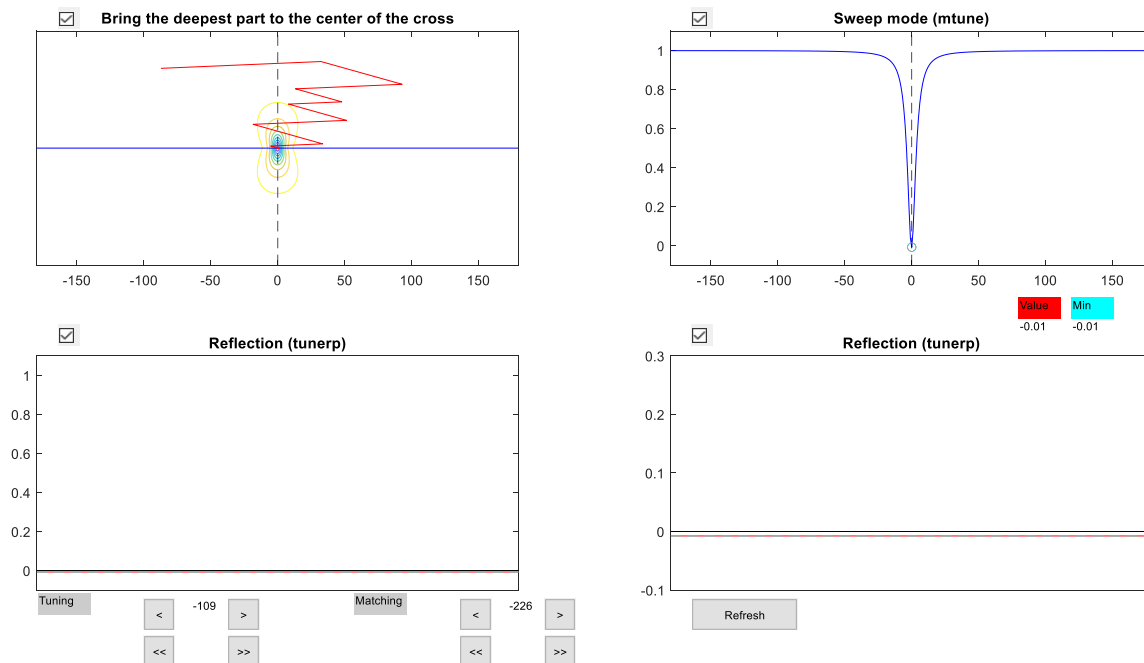 Bring the deepest part to the center of the cross
-150 -100 -50 0 50 100 150
Sweep mode (mtune)
1
0.8
0.6
0.4
0.2
0
-150 -100 -50 0 50 100 150
Value Min
-0.01 -0.01
Reflection (tunerp)
1
0.8
0.6
0.4
0.2
0
Reflection (tunerp)
0.3
0.2
0.1
0
-0.1
Tuning < -109 > Matching < -226 >
<< >> << >>
Refresh